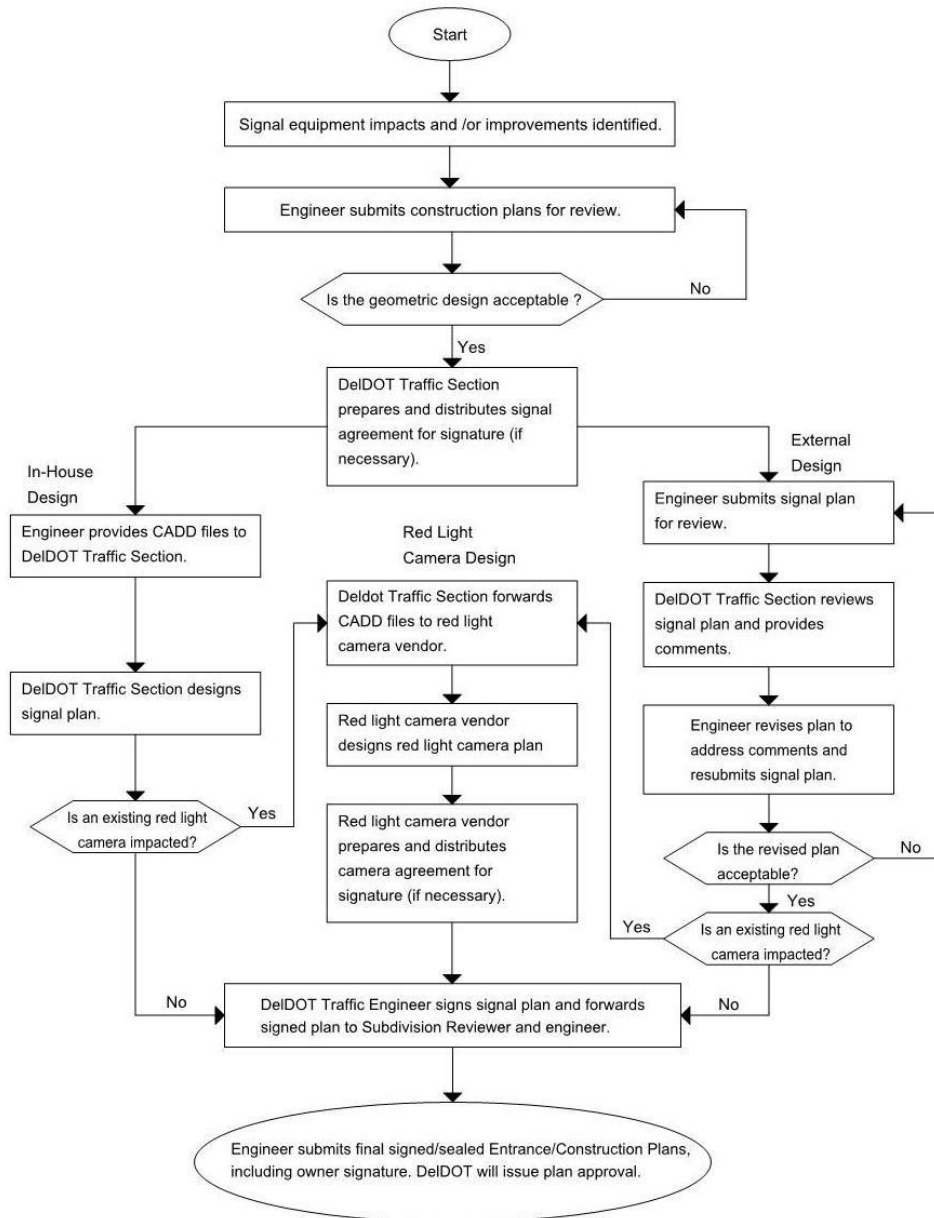 Start
Signal equipment impacts and /or improvements identified.
Engineer submits construction plans for review.
Is the geometric design acceptable ?
No
Yes
DelDOT Traffic Section
prepares and distributes signal
agreement for signature (if
necessary).
In-House
Design
Engineer provides CADD files to
DelDOT Traffic Section.
DelDOT Traffic Section designs
signal plan.
Is an existing red light
camera impacted?
Yes
No
Red Light
Camera Design
Deldot Traffic Section forwards
CADD files to red light
camera vendor.
Red light camera vendor
designs red light camera plan
Red light camera vendor
prepares and distributes
camera agreement for
signature (if necessary).
External
Design
Engineer submits signal plan
for review.
DelDOT Traffic Section reviews
signal plan and provides
comments.
Engineer revises plan to
address comments and
resubmits signal plan.
Is the revised plan
acceptable?
No
Yes
Is an existing red light
camera impacted?
Yes
No
DelDOT Traffic Engineer signs signal plan and forwards
signed plan to Subdivision Reviewer and engineer.
Engineer submits final signed/sealed Entrance/Construction Plans,
including owner signature. DelDOT will issue plan approval.